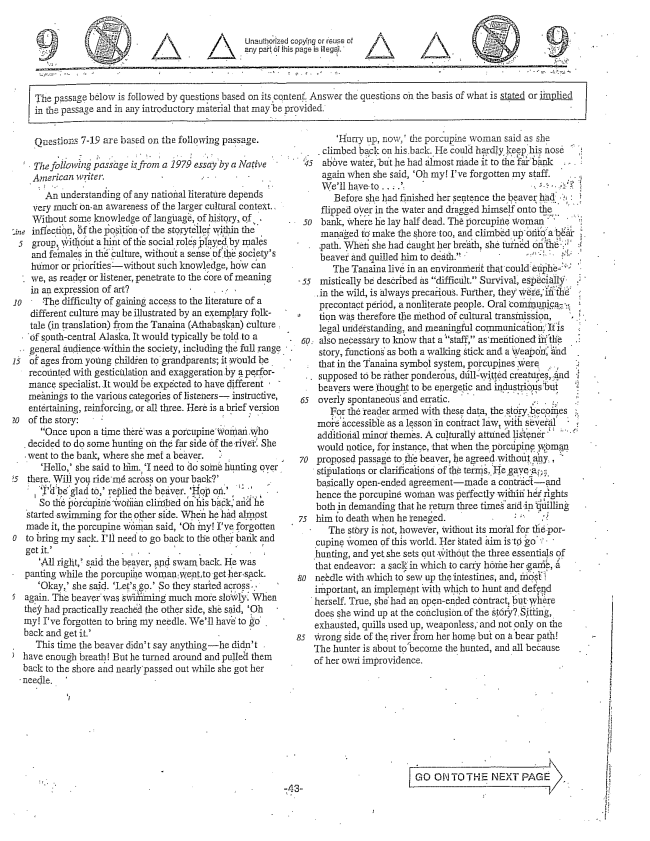 9
Unauthorized copying or reuse of
any part of this page is illegal.
9
The passage below is followed by questions based on its content. Answer the questions on the basis of what is stated or implied
in the passage and in any introductory material that may be provided.
Questions 7-19 are based on the following passage.
The following passage is from a 1979 essay by a Native
American writer.
An understanding of any national literature depends
very much on an awareness of the larger cultural context.
Without some knowledge of language, of history, of
Line inflection, of the position of the storyteller within the
5 group, without a hint of the social roles played by males
and females in the culture, without a sense of the society's
humor or priorities—without such knowledge, how can
we, as reader or listener, penetrate to the core of meaning
in an expression of art?
10 The difficulty of gaining access to the literature of a
different culture may be illustrated by an exemplary folk-
tale (in translation) from the Tanaina (Athabaskan) culture
of south-central Alaska. It would typically be told to a
general audience within the society, including the full range
15 of ages from young children to grandparents; it would be
recounted with gesticulation and exaggeration by a perfor-
mance specialist. It would be expected to have different
meanings to the various categories of listeners— instructive,
entertaining, reinforcing, or all three. Here is a brief version
20 of the story:
"Once upon a time there was a porcupine woman who
decided to do some hunting on the far side of the river. She
went to the bank, where she met a beaver.
'Hello,' she said to him. 'I need to do some hunting over
5 there. Will you ride me across on your back?'
'I'd be glad to,' replied the beaver. 'Hop on.'
So the porcupine woman climbed on his back, and he
started swimming for the other side. When he had almost
made it, the porcupine woman said, 'Oh my! I've forgotten
0 to bring my sack. I'll need to go back to the other bank and
get it.'
'All right,' said the beaver, and swam back. He was
panting while the porcupine woman went to get her sack.
'Okay,' she said. 'Let's go.' So they started across
5 again. The beaver was swimming much more slowly. When
they had practically reached the other side, she said, 'Oh
my! I've forgotten to bring my needle. We'll have to go
back and get it.'
This time the beaver didn't say anything—he didn't
have enough breath! But he turned around and pulled them
back to the shore and nearly passed out while she got her
needle.
'Hurry up, now,' the porcupine woman said as she
climbed back on his back. He could hardly keep his nose
45 above water, but he had almost made it to the far bank
again when she said, 'Oh my! I've forgotten my staff.
We'll have to . . . .'
Before she had finished her sentence the beaver had
flipped over in the water and dragged himself onto the
50 bank, where he lay half dead. The porcupine woman
managed to make the shore too, and climbed up onto a bear
path. When she had caught her breath, she turned on the
beaver and quilled him to death."
The Tanaina live in an environment that could euphe-
55 mistically be described as "difficult." Survival, especially
in the wild, is always precarious. Further, they were, in the
precontact period, a nonliterate people. Oral communica-
tion was therefore the method of cultural transmission,
legal understanding, and meaningful communication. It is
60 also necessary to know that a "staff," as mentioned in the
story, functions as both a walking stick and a weapon, and
that in the Tanaina symbol system, porcupines were
supposed to be rather ponderous, dull-witted creatures, and
beavers were thought to be energetic and industrious but
65 overly spontaneous and erratic.
For the reader armed with these data, the story becomes
more accessible as a lesson in contract law, with several
additional minor themes. A culturally attuned listener
would notice, for instance, that when the porcupine woman
70 proposed passage to the beaver, he agreed without any
stipulations or clarifications of the terms. He gave a
basically open-ended agreement—made a contract—and
hence the porcupine woman was perfectly within her rights
both in demanding that he return three times and in quilling
75 him to death when he reneged.
The story is not, however, without its moral for the por-
cupine women of this world. Her stated aim is to go
hunting, and yet she sets out without the three essentials of
that endeavor: a sack in which to carry home her game, a
80 needle with which to sew up the intestines, and, most
important, an implement with which to hunt and defend
herself. True, she had an open-ended contract, but where
does she wind up at the conclusion of the story? Sitting,
exhausted, quills used up, weaponless, and not only on the
85 wrong side of the river from her home but on a bear path!
The hunter is about to become the hunted, and all because
of her own improvidence.
GO ON TO THE NEXT PAGE
-43-